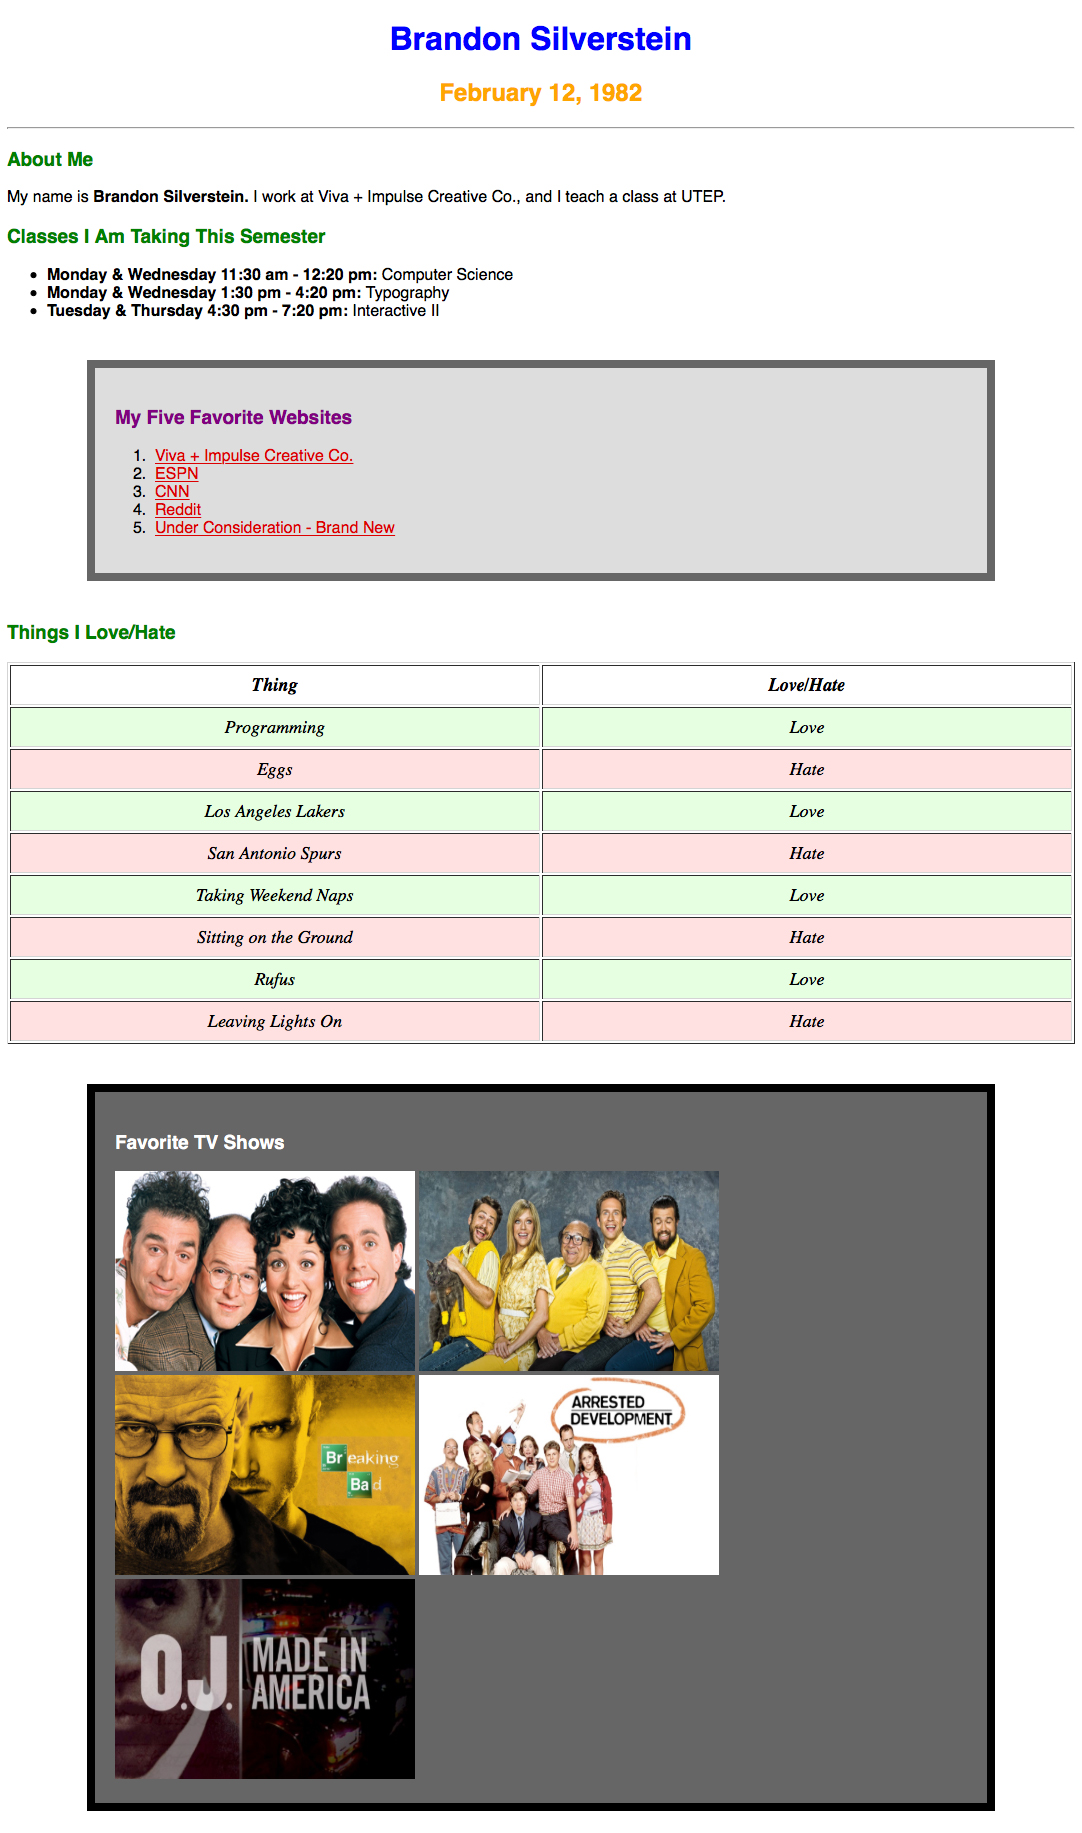 Brandon Silverstein
February 12, 1982
About Me
My name is Brandon Silverstein. I work at Viva + Impulse Creative Co., and I teach a class at UTEP.
Classes I Am Taking This Semester
• Monday & Wednesday 11:30 am - 12:20 pm: Computer Science
• Monday & Wednesday 1:30 pm - 4:20 pm: Typography
• Tuesday & Thursday 4:30 pm - 7:20 pm: Interactive II
My Five Favorite Websites
1. Viva + Impulse Creative Co.
2. ESPN
3. CNN
4. Reddit
5. Under Consideration - Brand New
Things I Love/Hate
Thing Love/Hate
Programming Love
Eggs Hate
Los Angeles Lakers Love
San Antonio Spurs Hate
Taking Weekend Naps Love
Sitting on the Ground Hate
Rufus Love
Leaving Lights On Hate
Favorite TV Shows
Breaking
Bad
ARRESTED
DEVELOPMENT
O.J. MADE IN
AMERICA